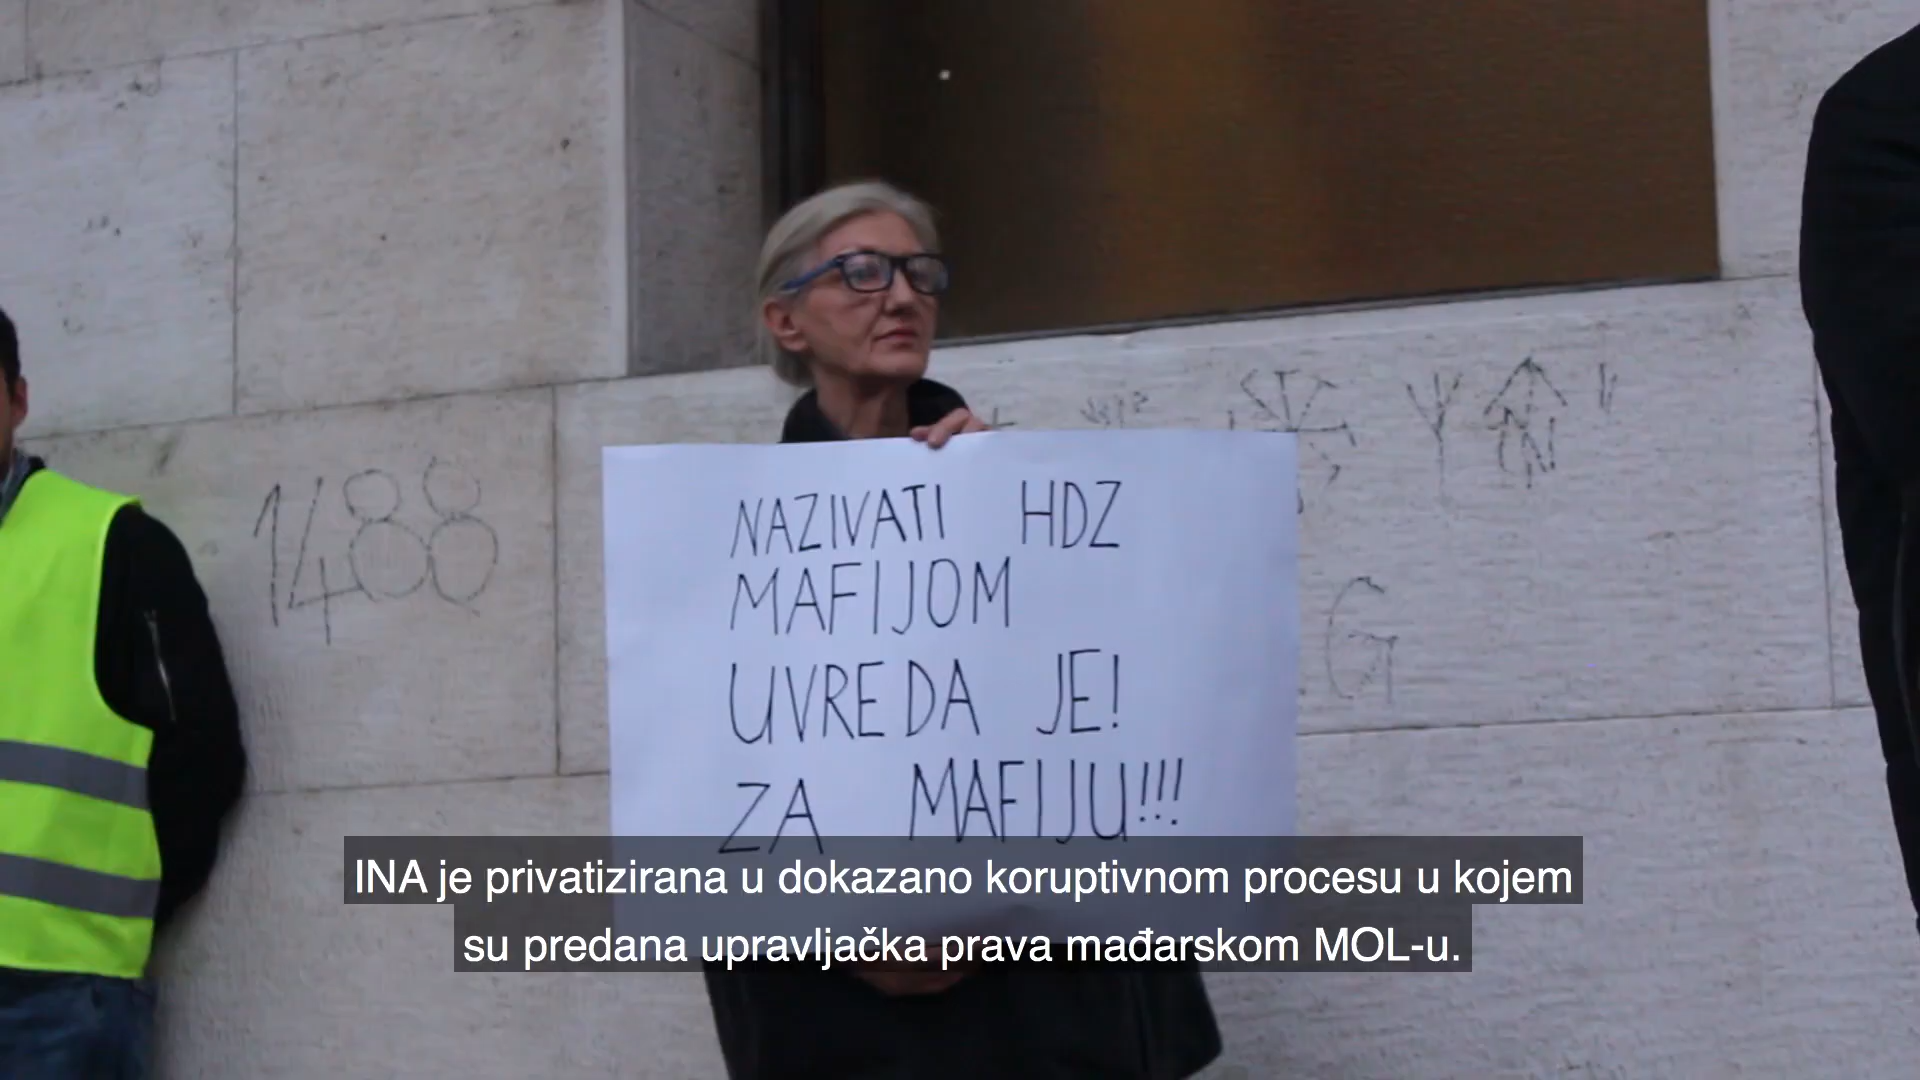 1488
NAZIVATI HDZ
MAFIJOM
UVREDA JE!
ZA MAFIJU!!!
G
INA je privatizirana u dokazano koruptivnom procesu u kojem
su predana upravljačka prava mađarskom MOL-u.